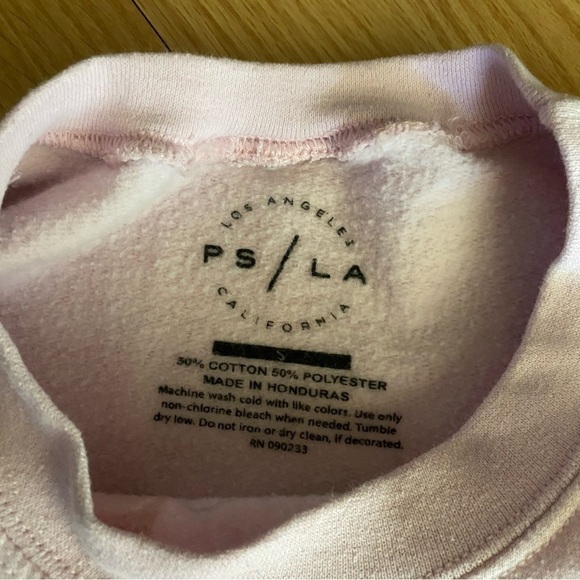 LOS ANGELES
PS/LA
CALIFORNIA
S
50% COTTON 50% POLYESTER
MADE IN HONDURAS
Machine wash cold with like colors. Use only
non-chlorine bleach when needed. Tumble
dry low. Do not iron or dry clean, if decorated.
RN 090233